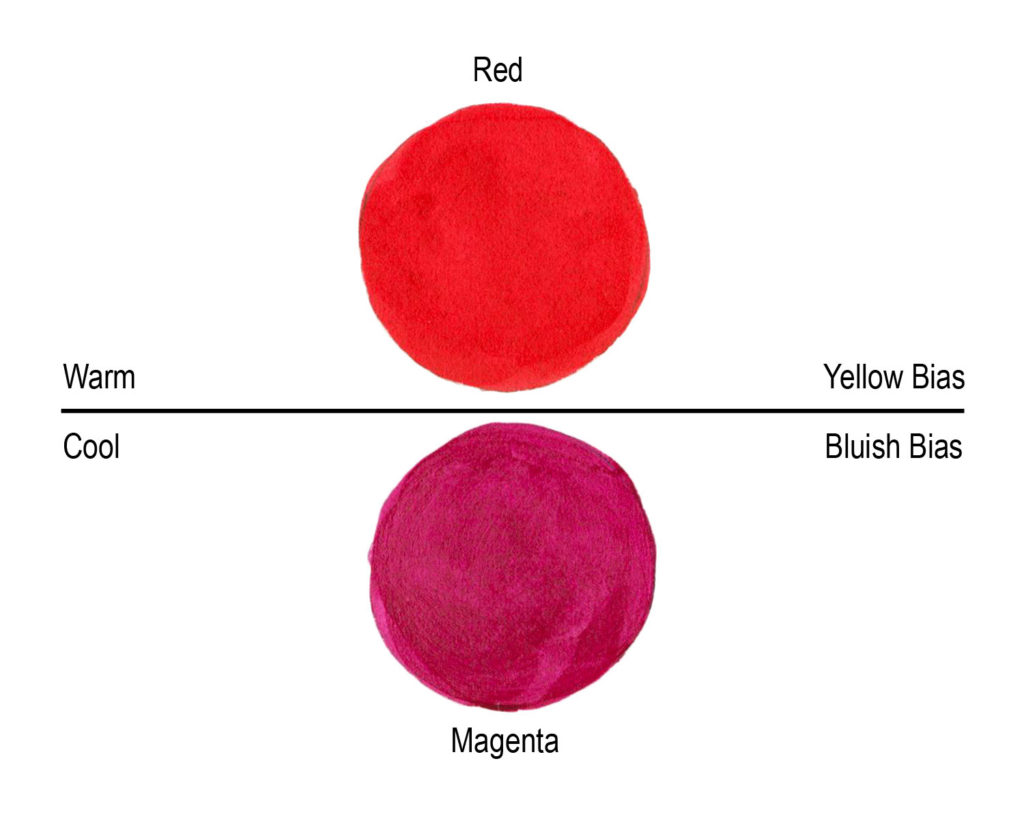 Red
Warm
Yellow Bias
Cool
Bluish Bias
Magenta